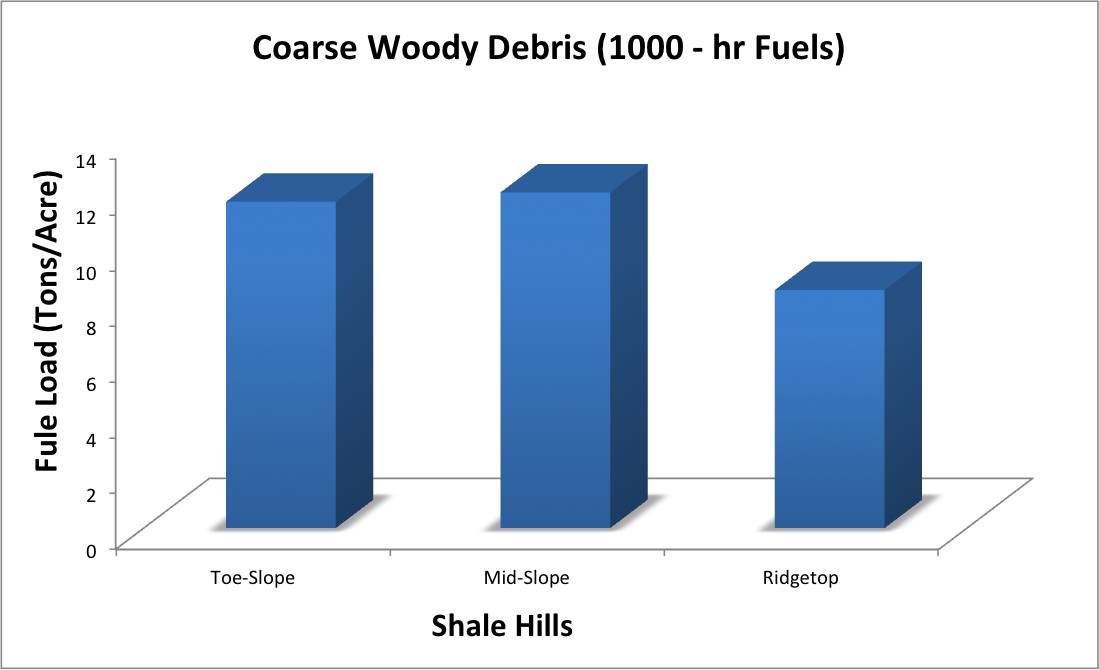 Coarse Woody Debris (1000 - hr Fuels)
Fule Load (Tons/Acre)
14
12
10
8
6
4
2
0
Toe-Slope Mid-Slope Ridgetop
Shale Hills